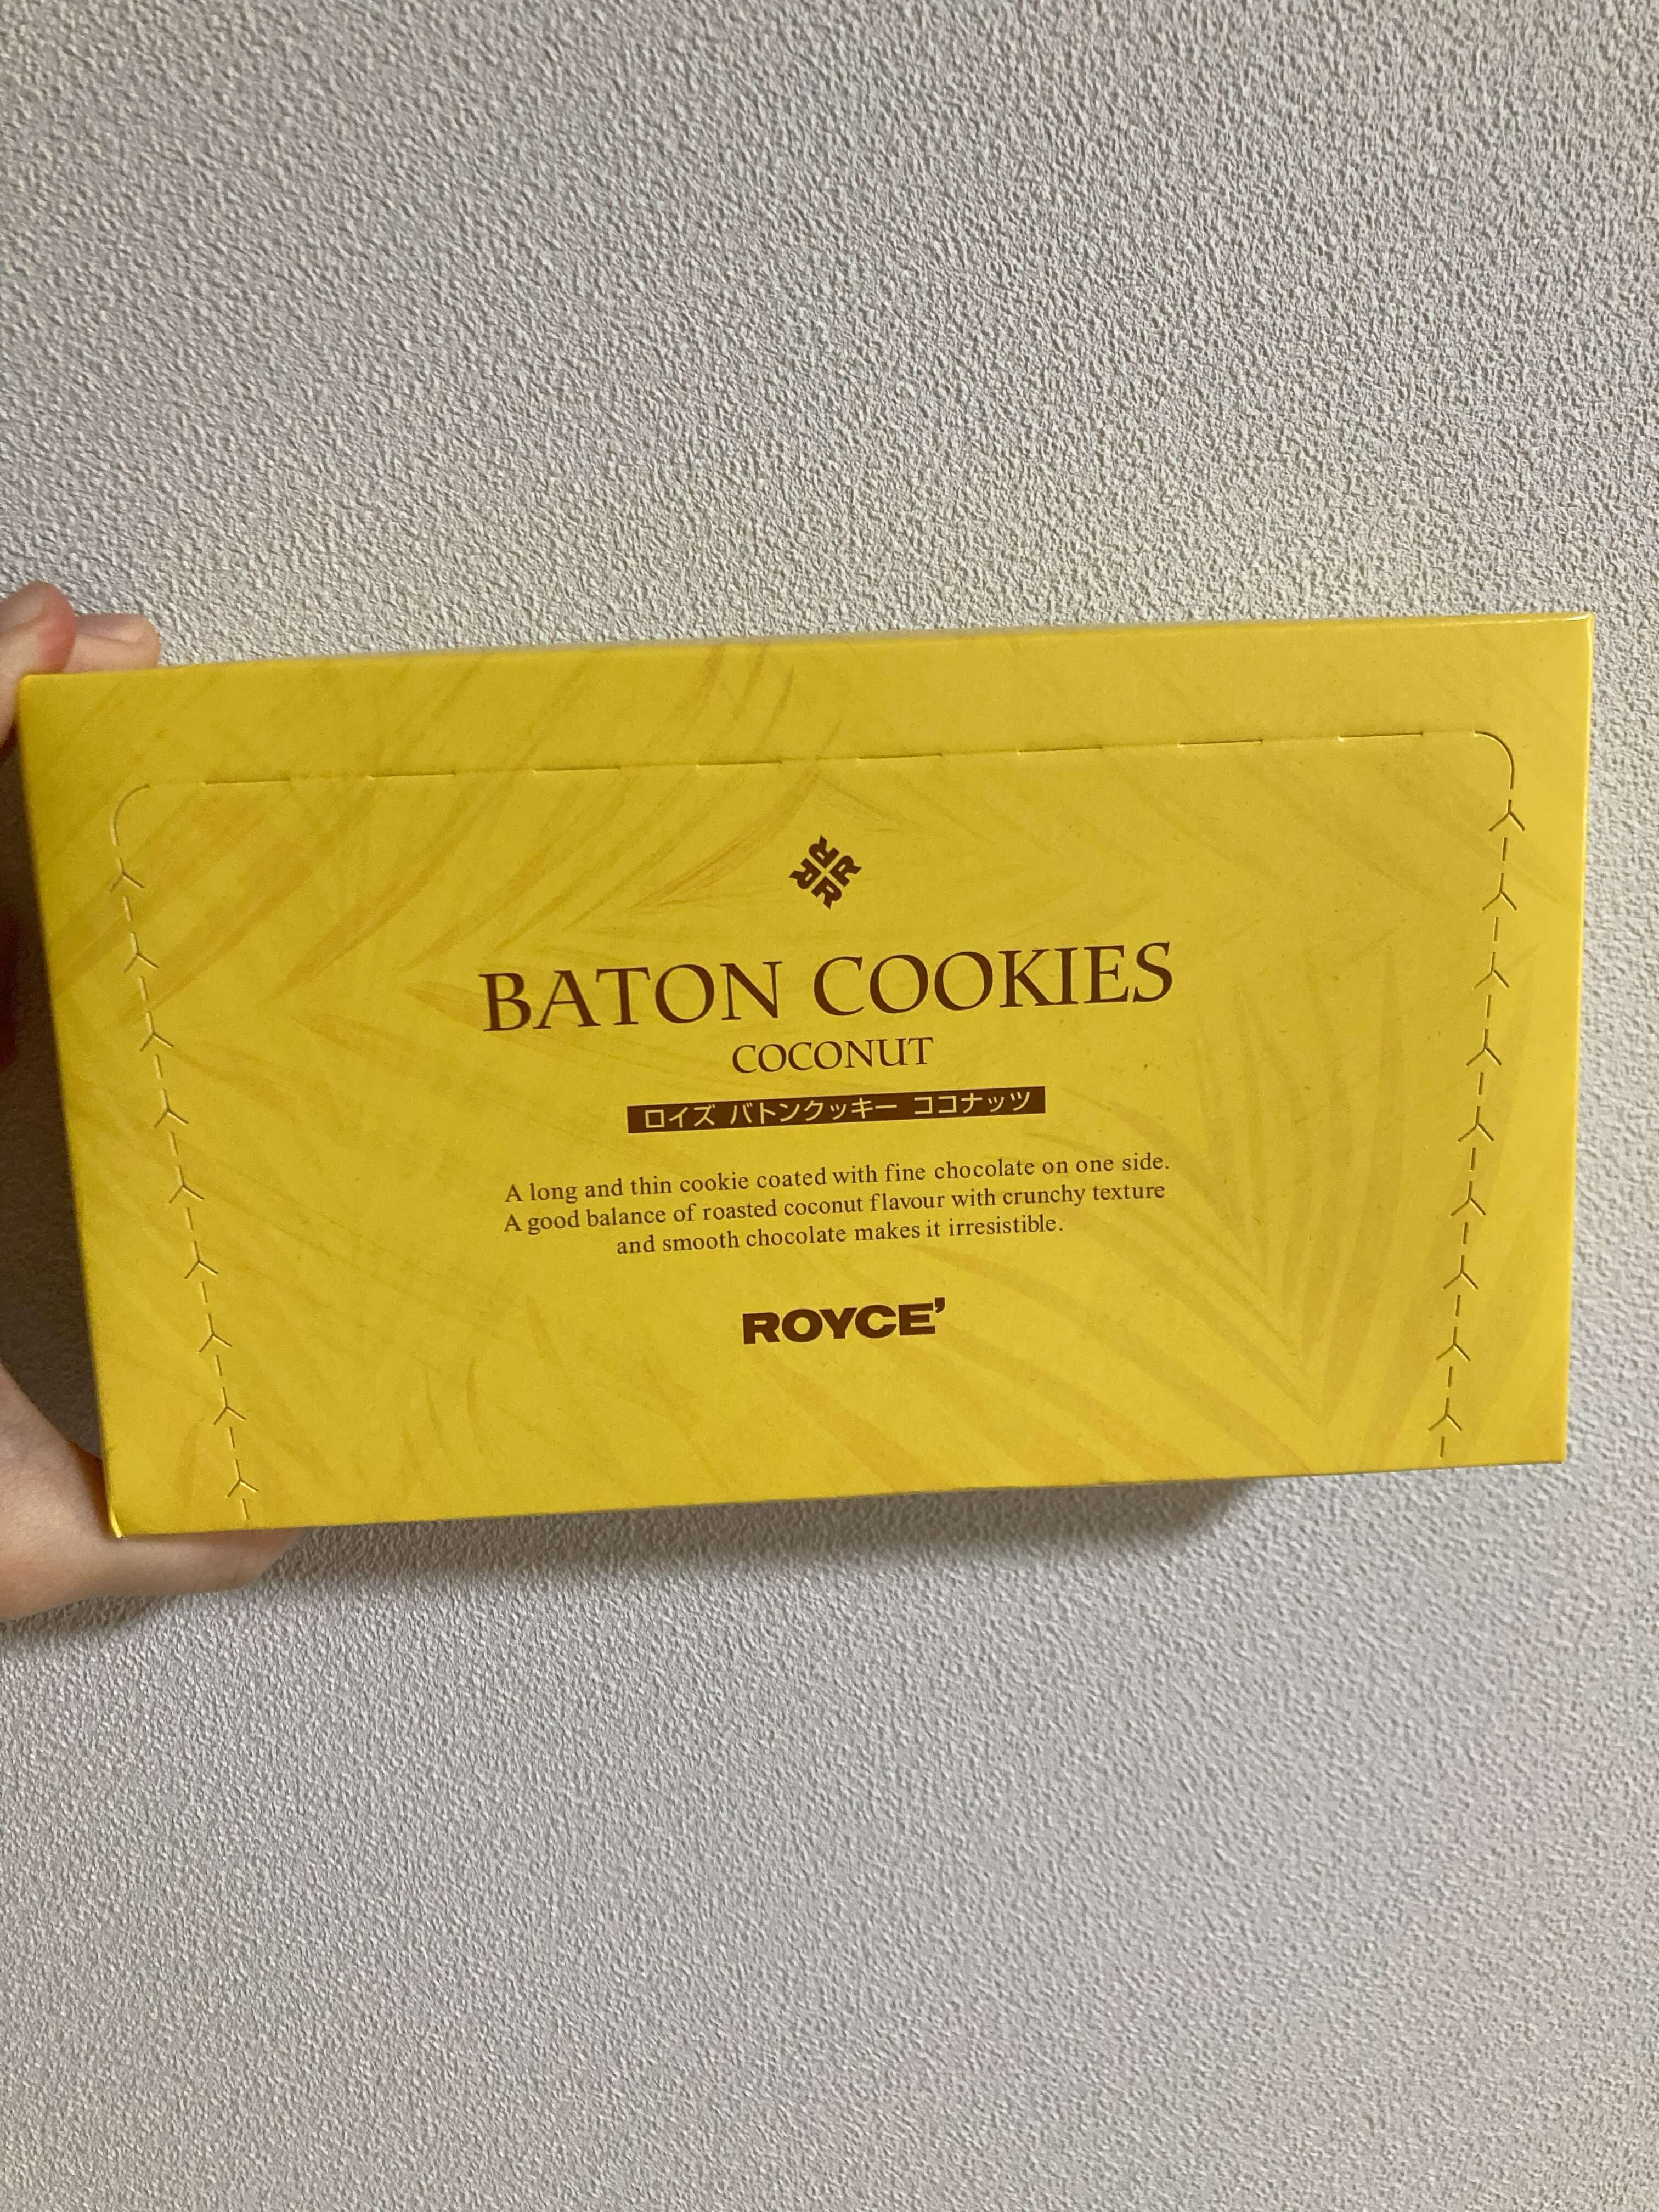 RRRR
BATON COOKIES
COCONUT
ロイズ バトンクッキー ココナッツ
A long and thin cookie coated with fine chocolate on one side.
A good balance of roasted coconut flavour with crunchy texture
and smooth chocolate makes it irresistible.
ROYCE'